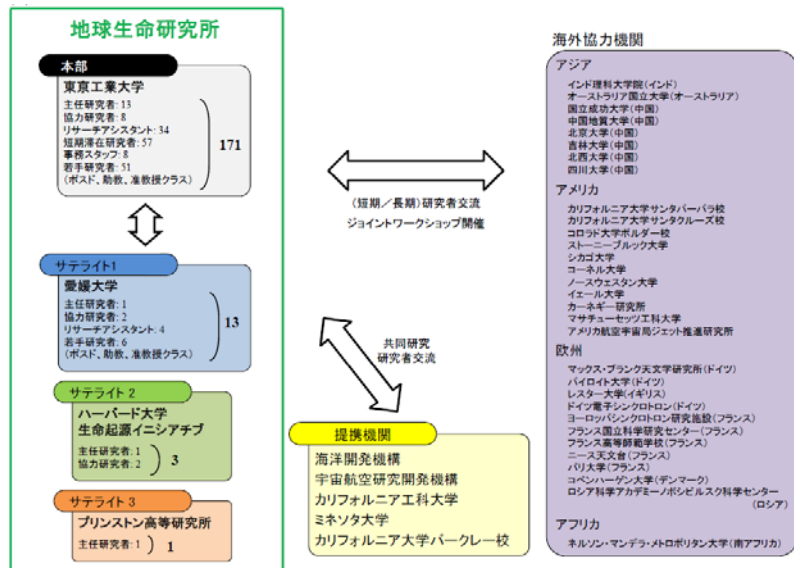 地球生命研究所
本部
東京工業大学
主任研究者: 13
協力研究者: 8
リサーチアシスタント: 34
短期滞在研究者: 57
事務スタッフ: 8
若手研究者: 51
(ポスドク、助教、准教授クラス)
171
サテライト1
愛媛大学
主任研究者: 1
協力研究者: 2
リサーチアシスタント: 4
若手研究者: 6
(ポスドク、助教、准教授クラス)
13
サテライト 2
ハーバード大学
生命起源イニシアチブ
主任研究者: 1
協力研究者: 2
3
サテライト 3
プリンストン高等研究所
主任研究者: 1
1
(短期/長期)研究者交流
ジョイントワークショップ開催
共同研究
研究者交流
提携機関
海洋開発機構
宇宙航空研究開発機構
カリフォルニア工科大学
ミネソタ大学
カリフォルニア大学バークレー校
海外協力機関
アジア
インド理科大学院(インド)
オーストラリア国立大学(オーストラリア)
国立成功大学(中国)
中国地質大学(中国)
北京大学(中国)
吉林大学(中国)
北西大学(中国)
四川大学(中国)
アメリカ
カリフォルニア大学サンタバーバラ校
カリフォルニア大学サンタクルーズ校
コロラド大学ボルダー校
ストーニーブルック大学
シカゴ大学
コーネル大学
ノースウェスタン大学
イェール大学
カーネギー研究所
マサチューセッツ工科大学
アメリカ航空宇宙局ジェット推進研究所
欧州
マックス・プランク天文学研究所(ドイツ)
バイロイト大学(ドイツ)
レスター大学(イギリス)
ドイツ電子シンクロトロン(ドイツ)
ヨーロッパシンクロトロン研究施設(フランス)
フランス国立科学研究センター(フランス)
フランス高等師範学校(フランス)
ニース天文台(フランス)
パリ大学(フランス)
コペンハーゲン大学(デンマーク)
ロシア科学アカデミーノボシビルスク科学センター
(ロシア)
アフリカ
ネルソン・マンデラ・メトロポリタン大学(南アフリカ)